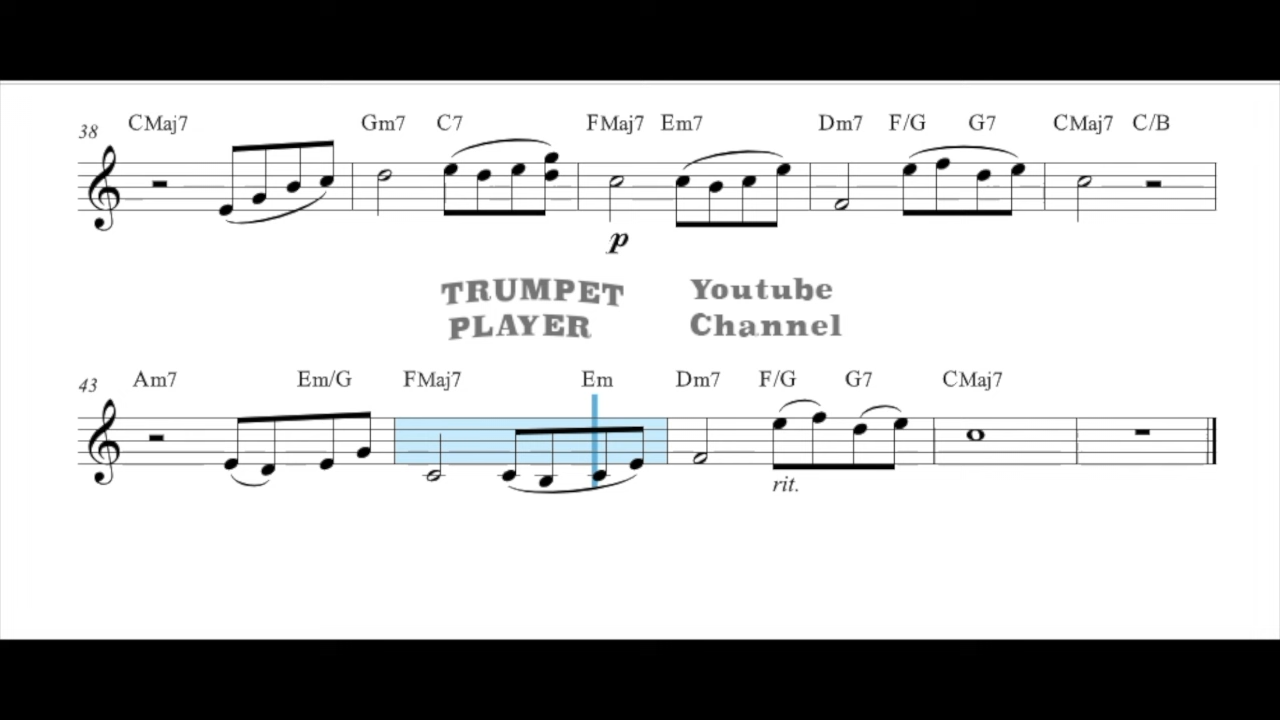 CMaj7 Gm7 C7 FMaj7 Em7 Dm7 F/G G7 CMaj7 C/B
38
p
TRUMPET Youtube
PLAYER Channel
Am7 Em/G FMaj7 Em Dm7 F/G G7 CMaj7
43
rit.